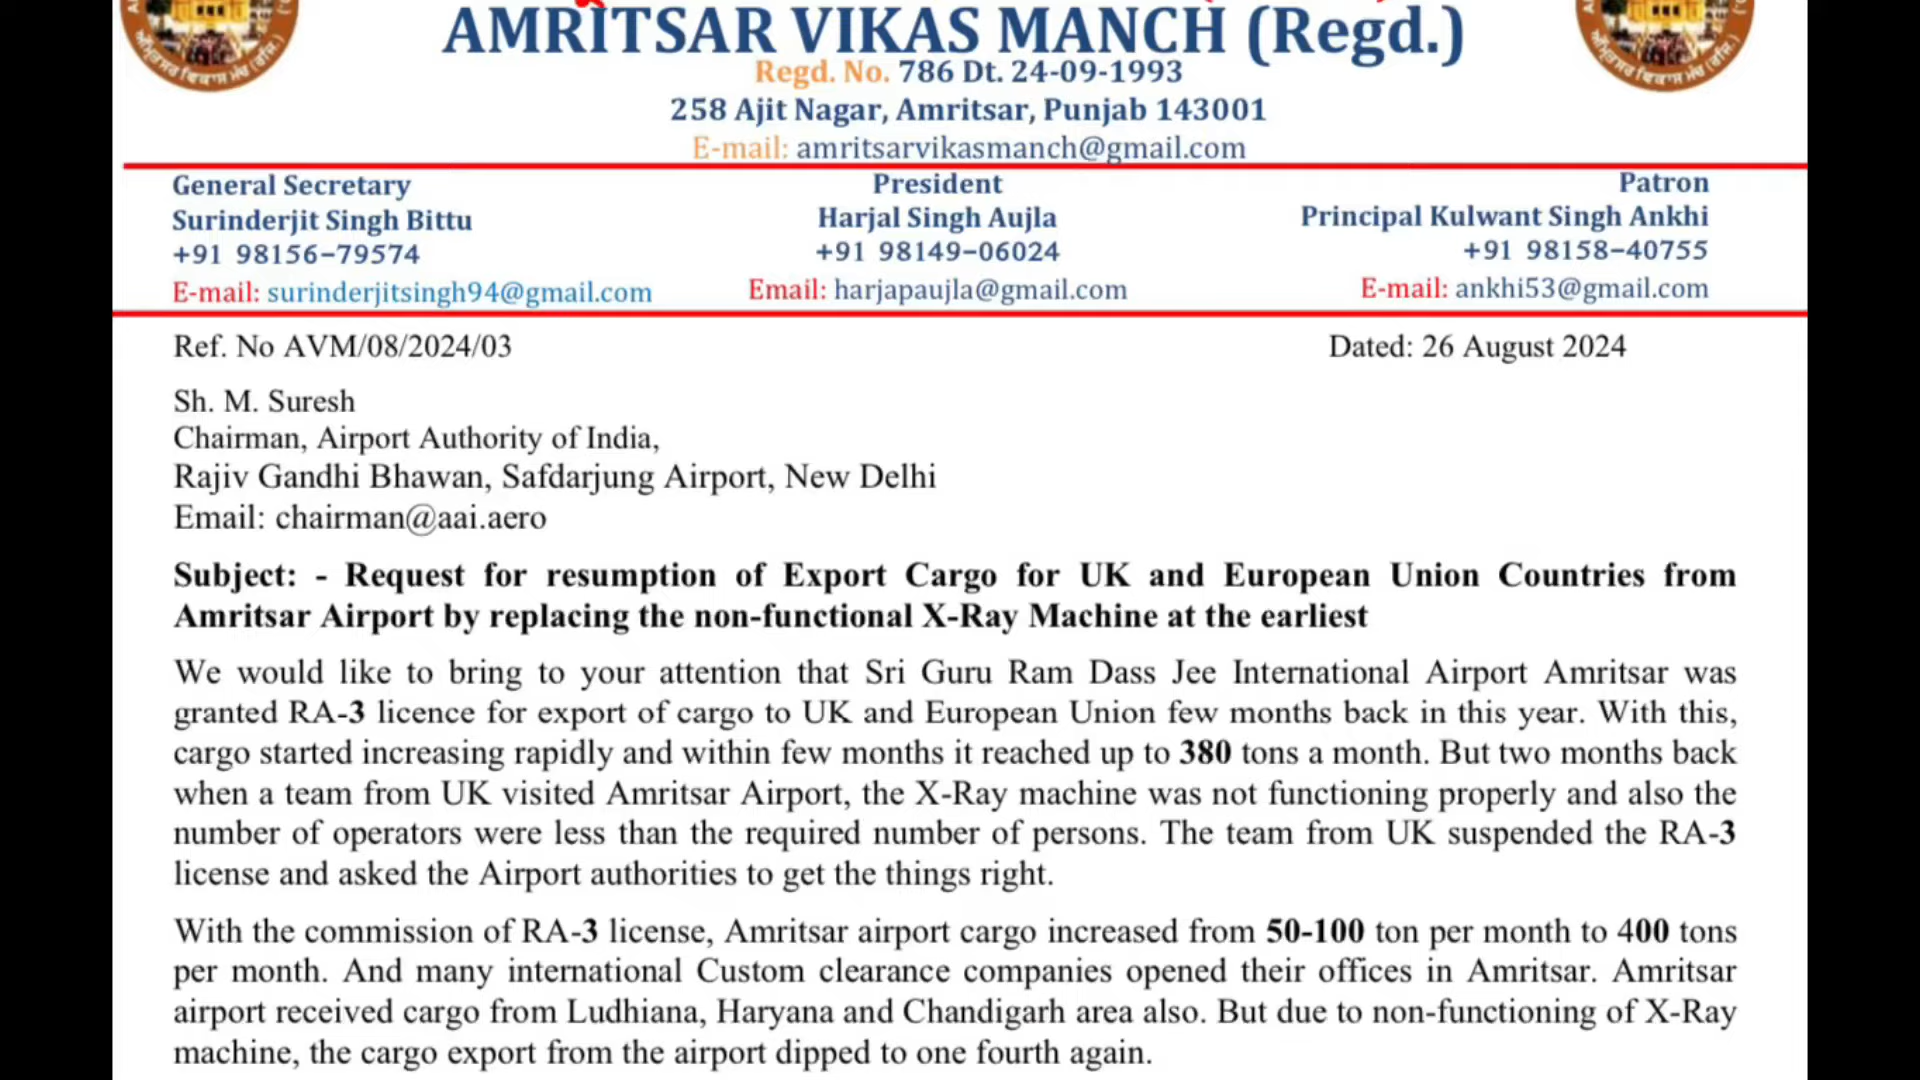 AMRITSAR VIKAS MANCH (Regd.)
Regd. No. 786 Dt. 24-09-1993
258 Ajit Nagar, Amritsar, Punjab 143001
E-mail: amritsarvikasmanch@gmail.com
General Secretary
Surinderjit Singh Bittu
+91 98156-79574
E-mail: surinderjitsingh94@gmail.com
President
Harjal Singh Aujla
+91 98149-06024
Email: harjapaujla@gmail.com
Patron
Principal Kulwant Singh Ankhi
+91 98158-40755
E-mail: ankhi53@gmail.com
Ref. No AVM/08/2024/03
Dated: 26 August 2024
Sh. M. Suresh
Chairman, Airport Authority of India,
Rajiv Gandhi Bhawan, Safdarjung Airport, New Delhi
Email: chairman@aai.aero
Subject: - Request for resumption of Export Cargo for UK and European Union Countries from
Amritsar Airport by replacing the non-functional X-Ray Machine at the earliest
We would like to bring to your attention that Sri Guru Ram Dass Jee International Airport Amritsar was
granted RA-3 licence for export of cargo to UK and European Union few months back in this year. With this,
cargo started increasing rapidly and within few months it reached up to 380 tons a month. But two months back
when a team from UK visited Amritsar Airport, the X-Ray machine was not functioning properly and also the
number of operators were less than the required number of persons. The team from UK suspended the RA-3
license and asked the Airport authorities to get the things right.
With the commission of RA-3 license, Amritsar airport cargo increased from 50-100 ton per month to 400 tons
per month. And many international Custom clearance companies opened their offices in Amritsar. Amritsar
airport received cargo from Ludhiana, Haryana and Chandigarh area also. But due to non-functioning of X-Ray
machine, the cargo export from the airport dipped to one fourth again.
ਅੰਮ੍ਰਿਤਸਰ ਵਿਕਾਸ ਮੰਚ (ਰਜਿ.)
ਅੰਮ੍ਰਿਤਸਰ ਵਿਕਾਸ ਮੰਚ (ਰਜਿ.)